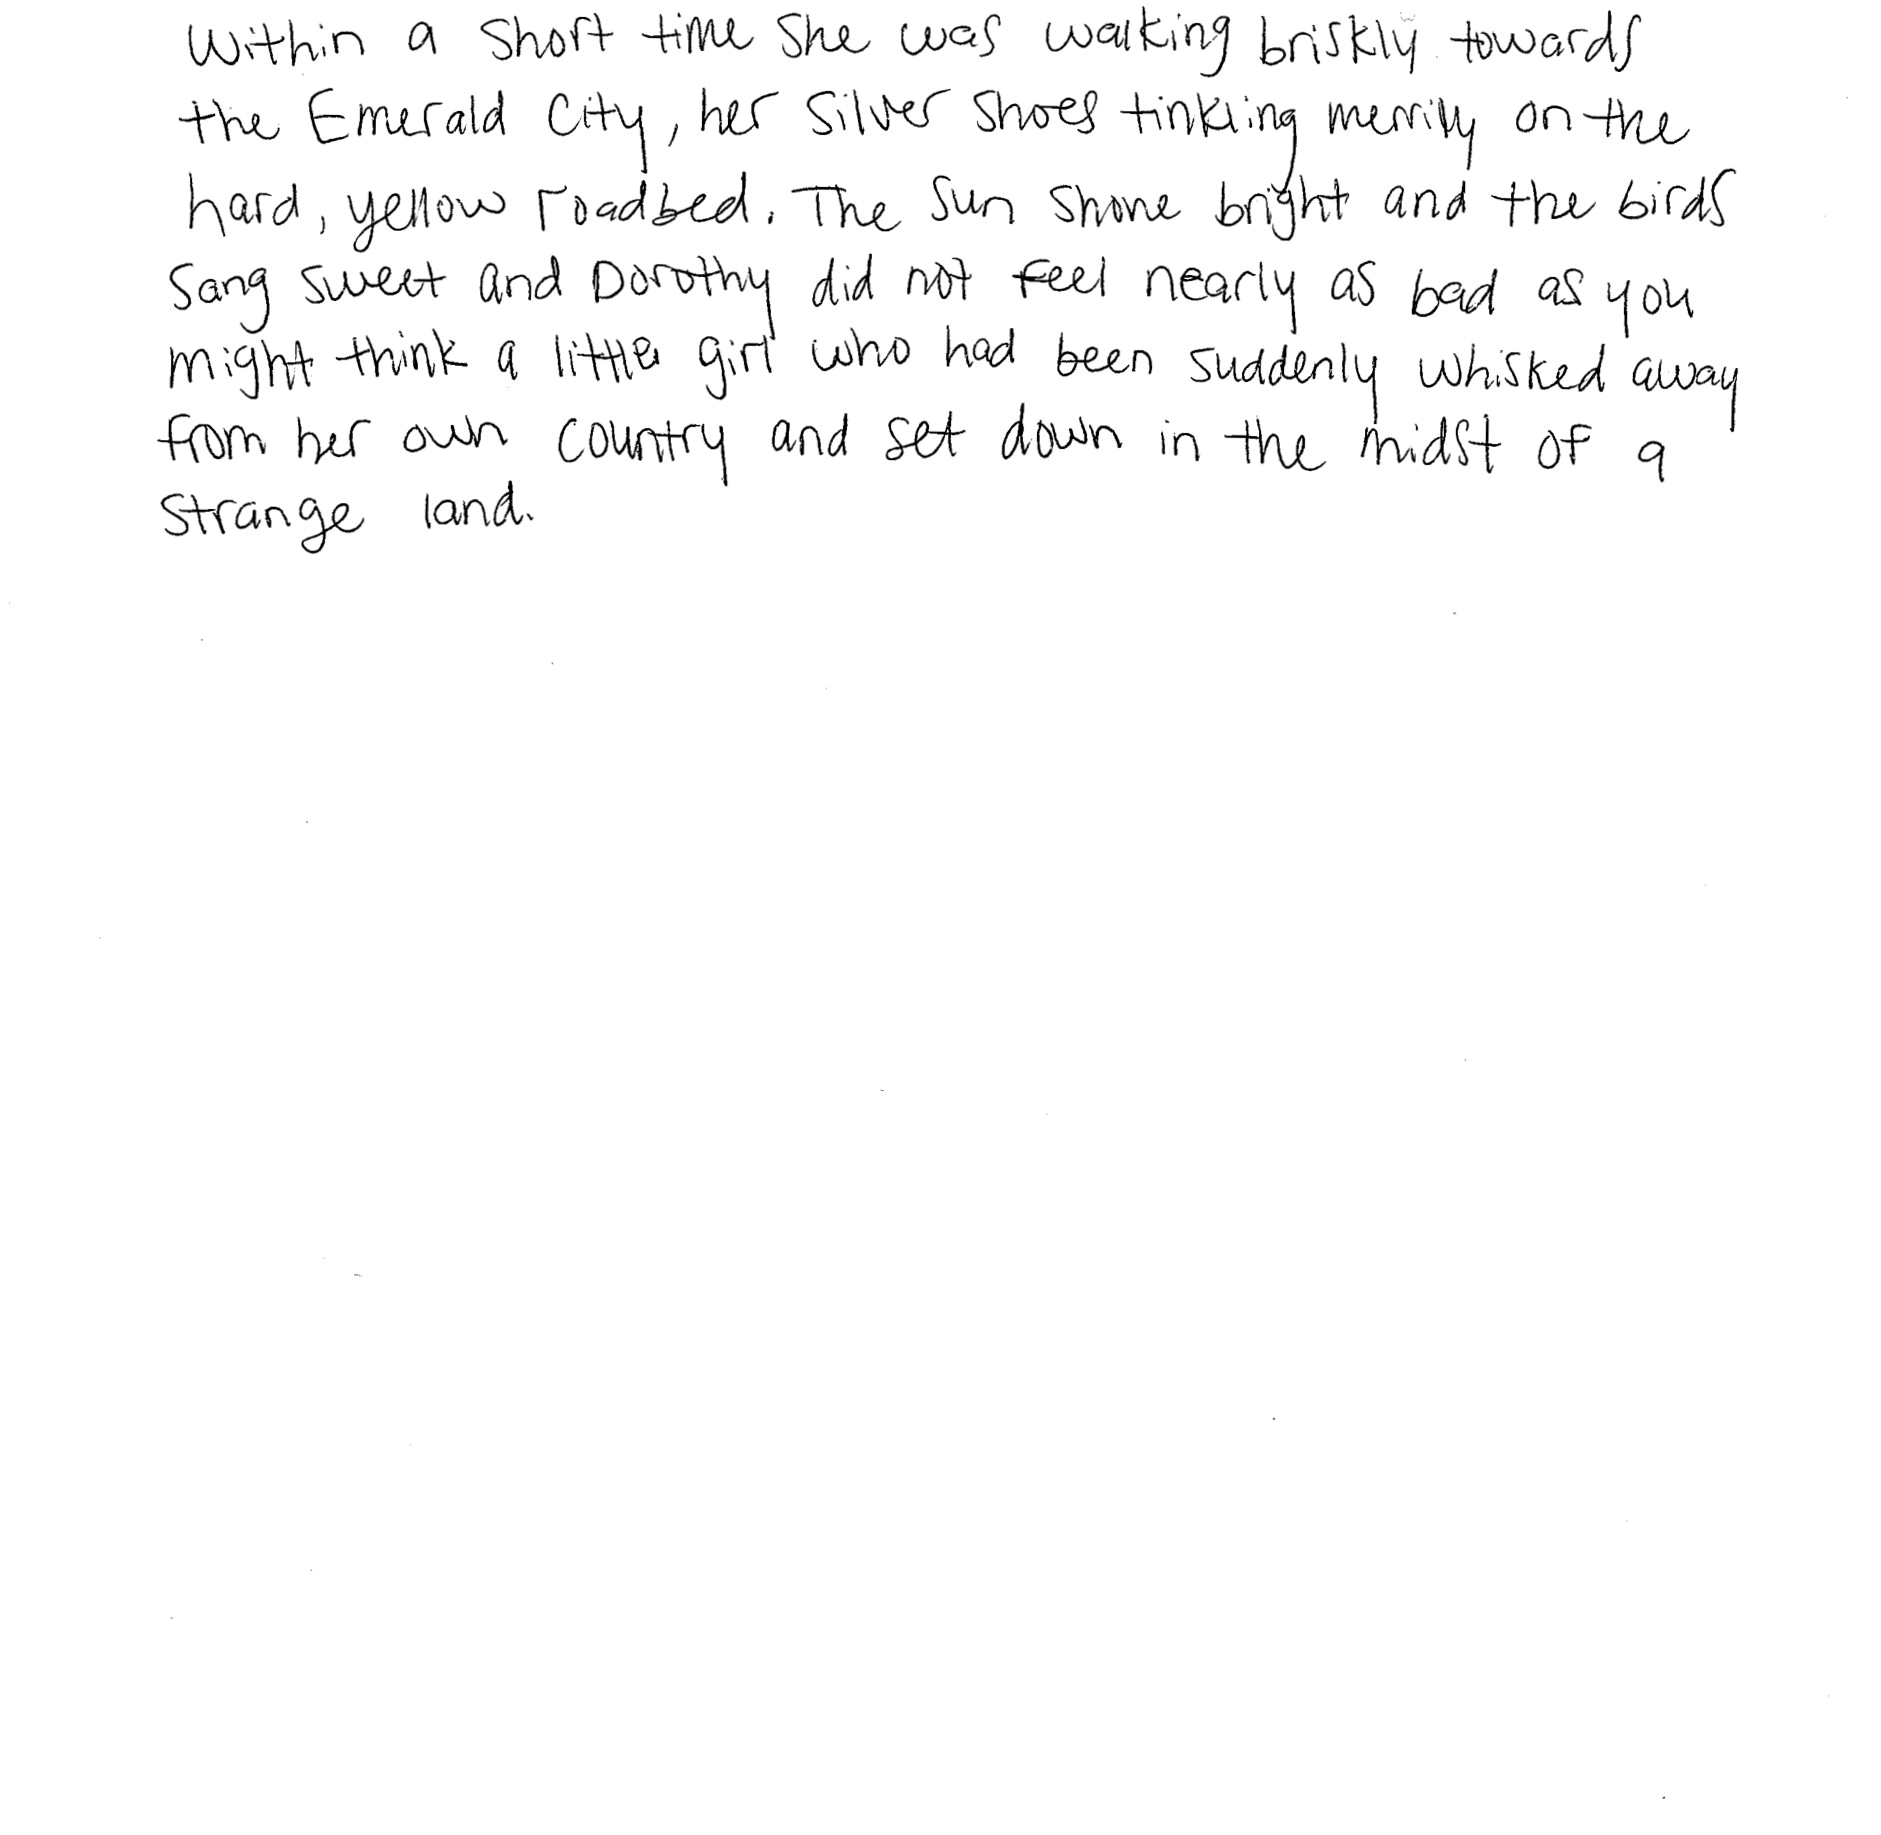 Within a short time she was walking briskly towards
the Emerald City, her Silver Shoes tinkling merrily on the
hard, yellow roadbed. The sun shone bright and the birds
sang sweet and Dorothy did not feel nearly as bad as you
might think a little girl who had been suddenly whisked away
from her own country and set down in the midst of a
strange land.